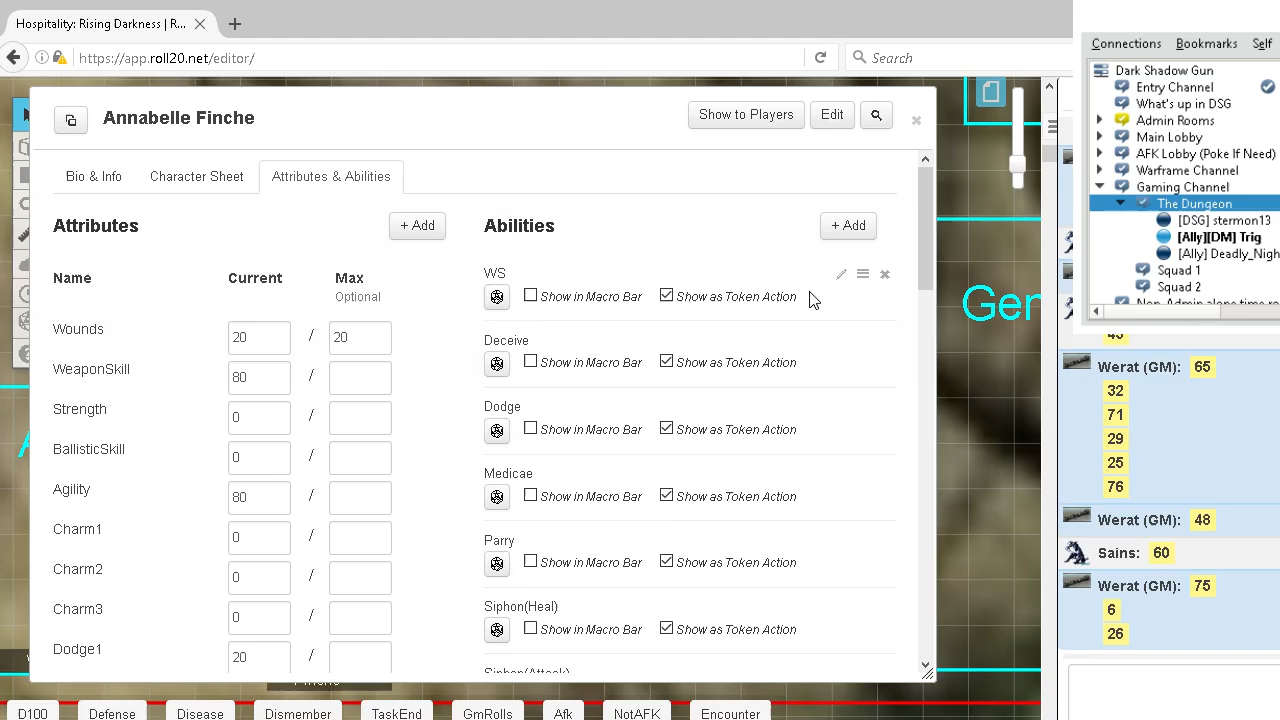 Hospitality: Rising Darkness | R...
https://app.roll20.net/editor/
Search
Connections Bookmarks Self
Dark Shadow Gun
Entry Channel
What's up in DSG
Admin Rooms
Main Lobby
AFK Lobby (Poke If Need)
Warframe Channel
Gaming Channel
The Dungeon
[DSG] stermon13
[Ally][DM] Trig
[Ally] Deadly_Nigh
Squad 1
Squad 2
Annabelle Finche
Show to Players
Edit
Bio & Info
Character Sheet
Attributes & Abilities
Attributes
+ Add
Abilities
+ Add
Name
Current
Max
Optional
Wounds 20 / 20
WeaponSkill 80 /
Strength 0 /
BallisticSkill 0 /
Agility 80 /
Charm1 0 /
Charm2 0 /
Charm3 0 /
Dodge1 20 /
WS
Show in Macro Bar Show as Token Action
Deceive
Show in Macro Bar Show as Token Action
Dodge
Show in Macro Bar Show as Token Action
Medicae
Show in Macro Bar Show as Token Action
Parry
Show in Macro Bar Show as Token Action
Siphon(Heal)
Show in Macro Bar Show as Token Action
Siphon(Attack)
Gen
Werat (GM): 65
32
71
29
25
76
Werat (GM): 48
Sains: 60
Werat (GM): 75
6
26
D100
Dsense
Disease
Dismember
TaskEnd
GmRolls
Afk
NotAFK
Encounter